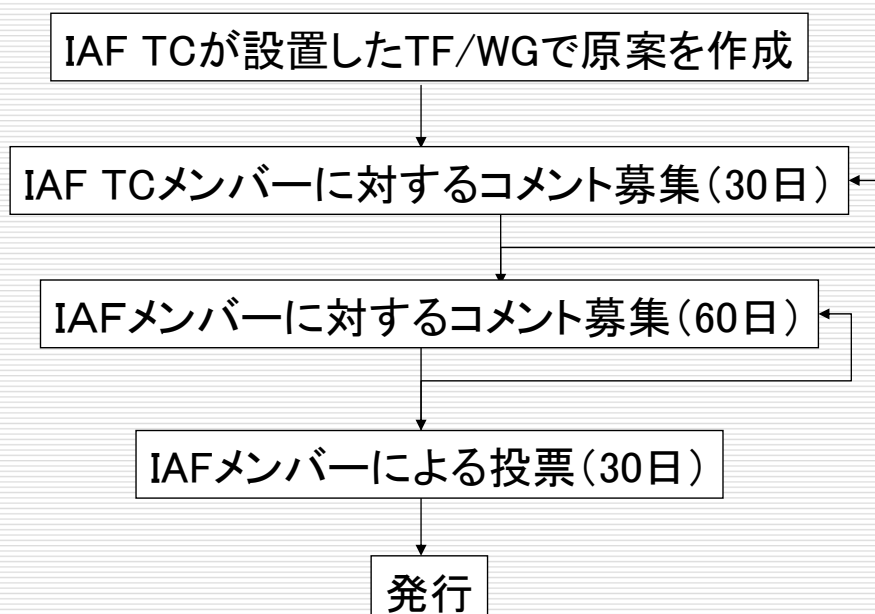 IAF TCが設置したTF/WGで原案を作成
IAF TCメンバーに対するコメント募集(30日)
IAFメンバーに対するコメント募集(60日)
IAFメンバーによる投票(30日)
発行